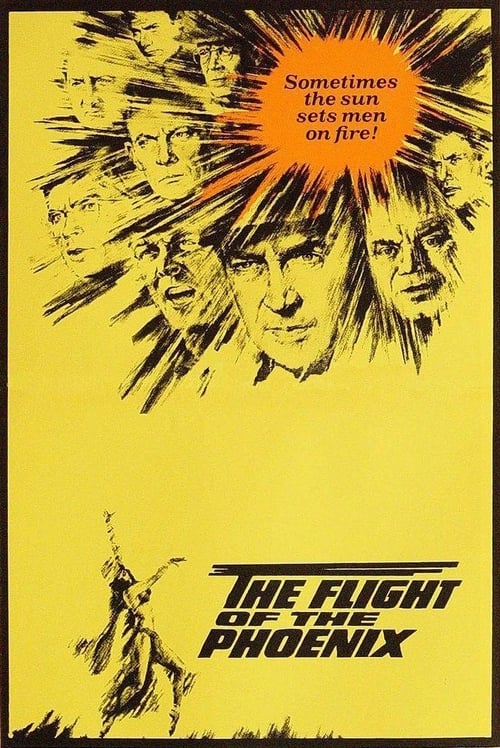 Sometimes
the sun
sets men
on fire!
THE FLIGHT
OF THE
PHOENIX